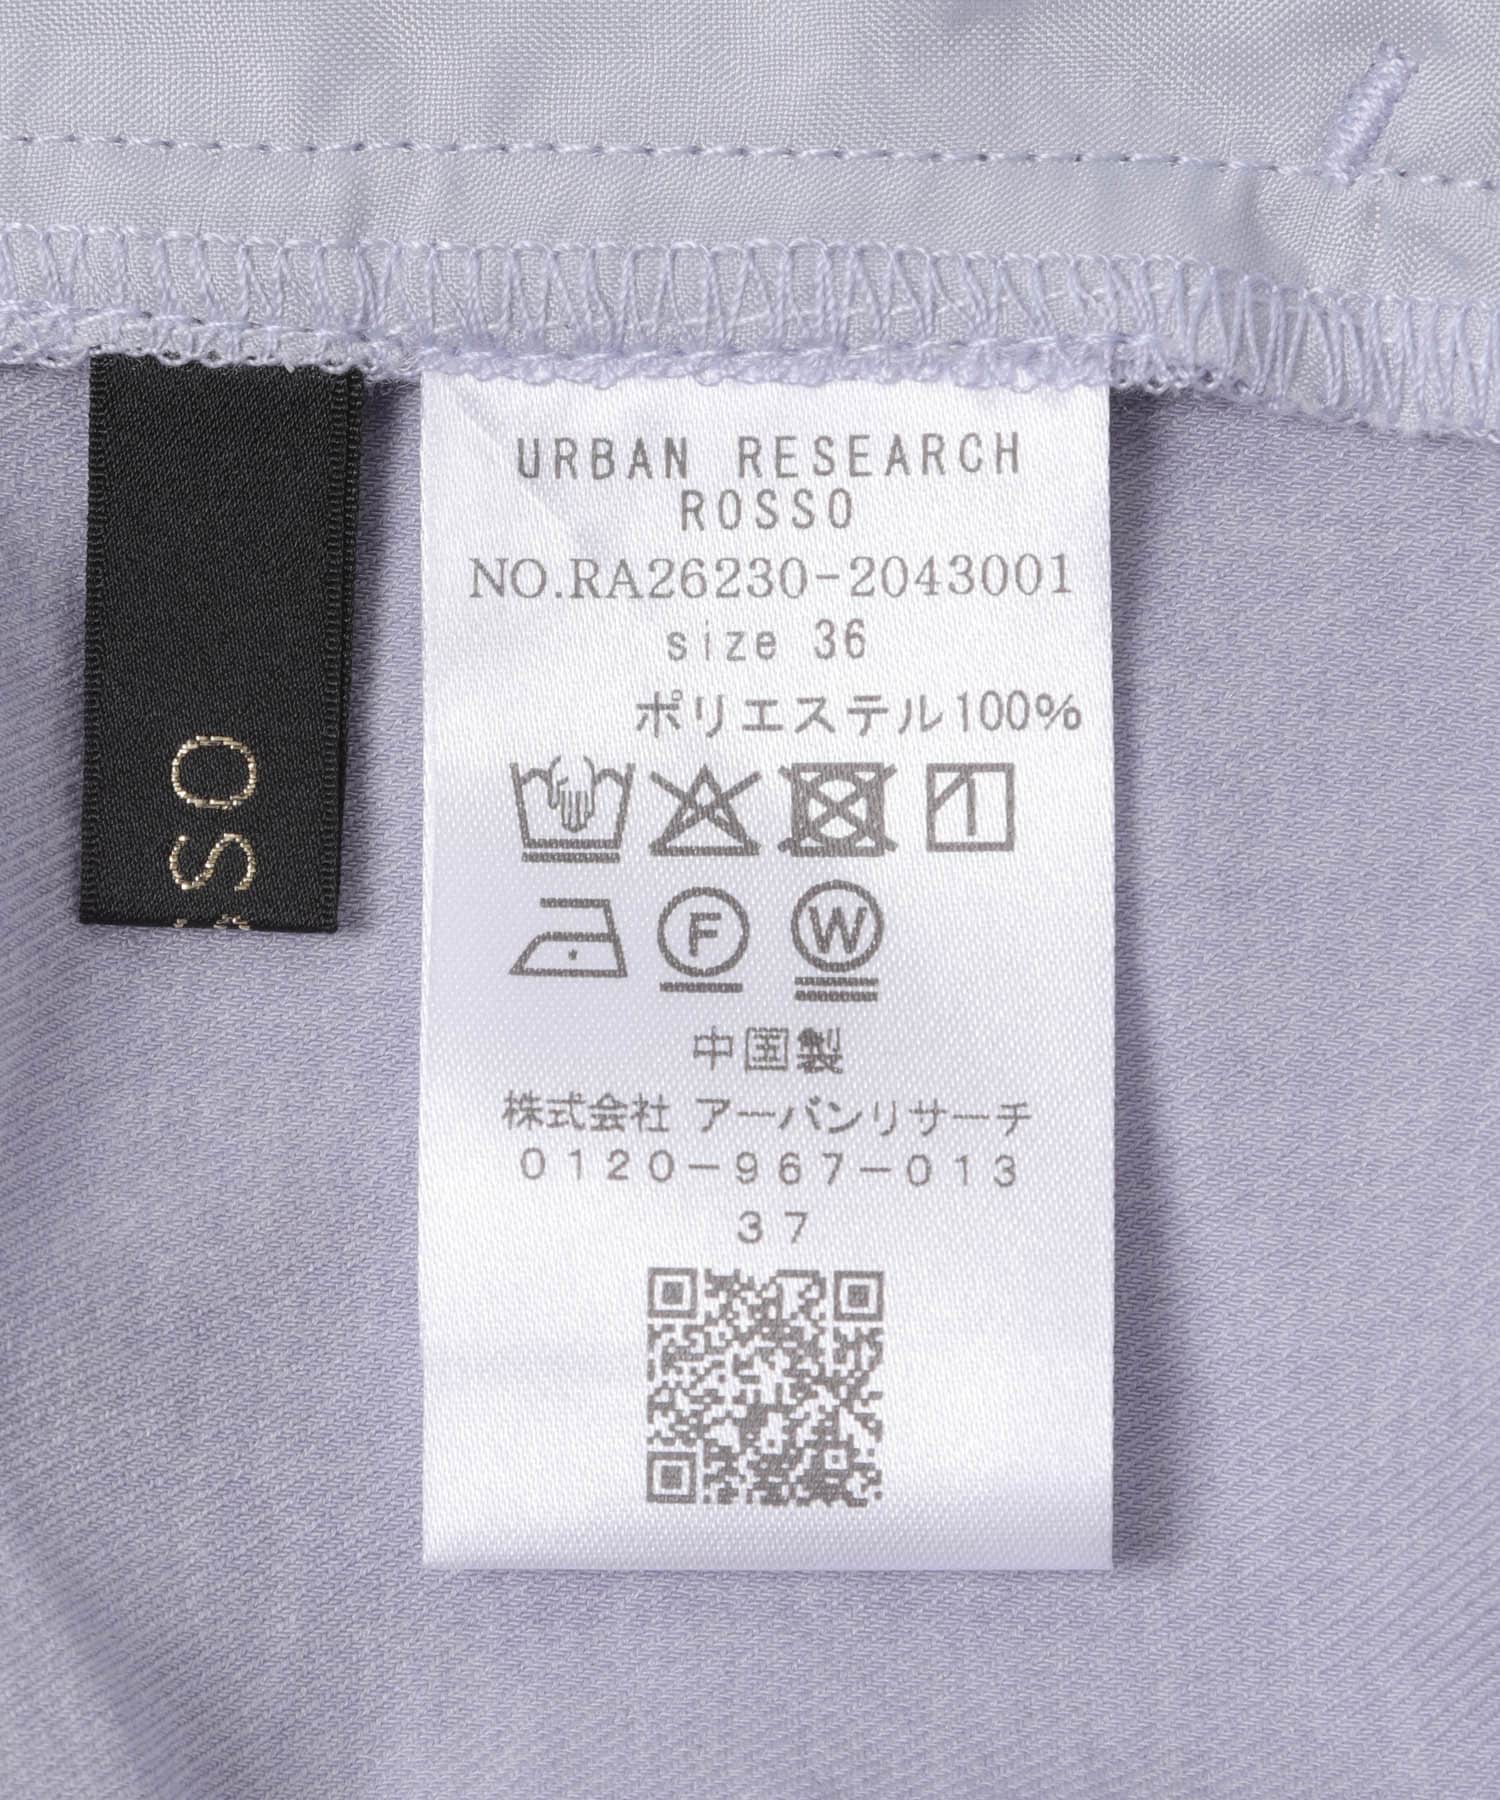 URBAN RESEARCH
ROSSO
NO.RA26230-2043001
size 36
ポリエステル100%
F W
中国製
株式会社 アーバンリサーチ
0120-967-013
37
SO